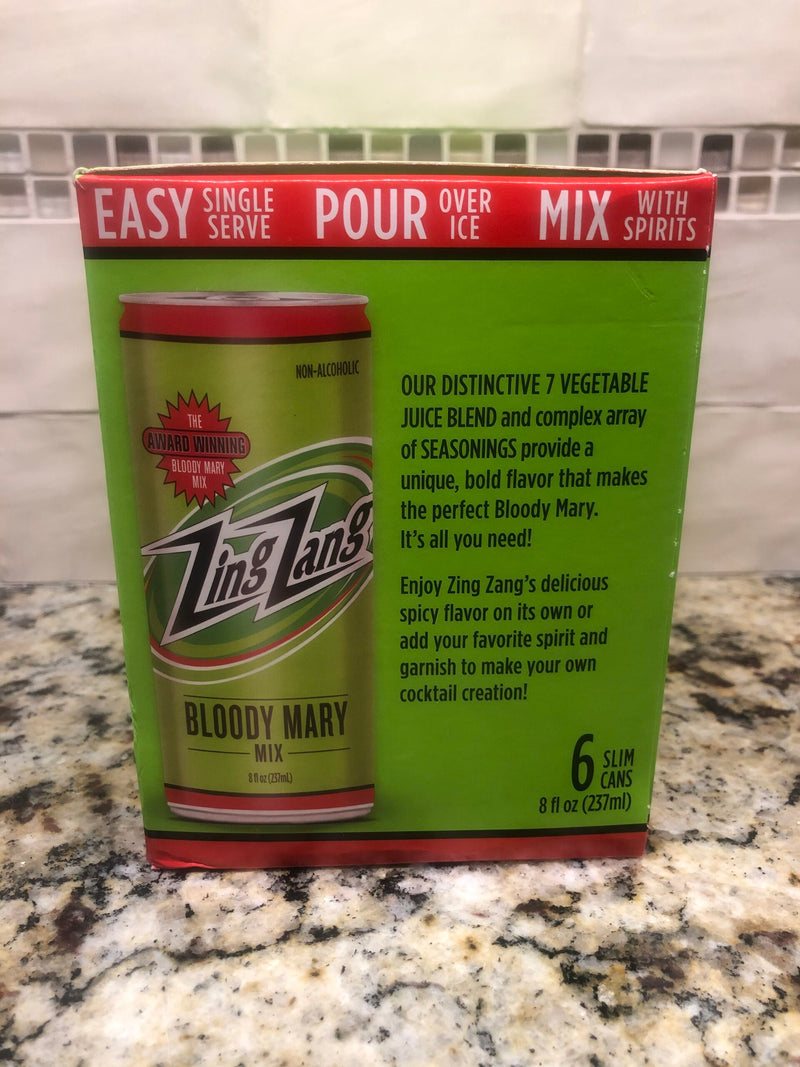 EASY SINGLE SERVE POUR OVER ICE MIX WITH SPIRITS
NON-ALCOHOLIC
THE
AWARD WINNING
BLOODY MARY
MIX
Zing Zang
BLOODY MARY
MIX
8 fl oz (237mL)
OUR DISTINCTIVE 7 VEGETABLE
JUICE BLEND and complex array
of SEASONINGS provide a
unique, bold flavor that makes
the perfect Bloody Mary.
It's all you need!
Enjoy Zing Zang's delicious
spicy flavor on its own or
add your favorite spirit and
garnish to make your own
cocktail creation!
6 SLIM
CANS
8 fl oz (237ml)